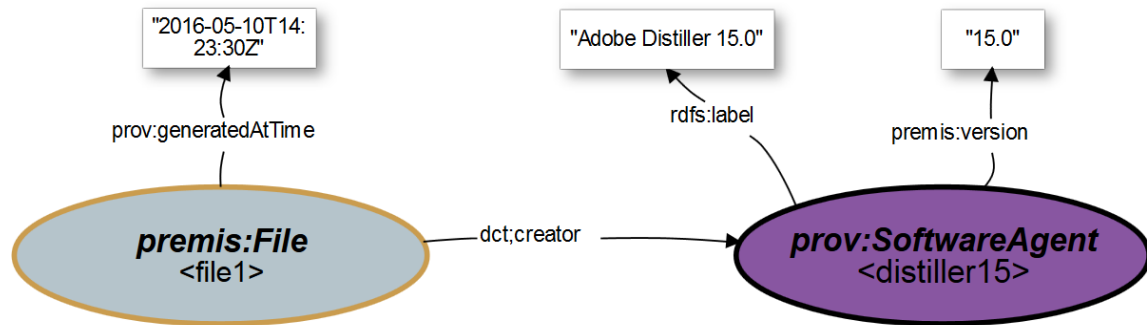 "2016-05-10T14:
23:30Z"
"Adobe Distiller 15.0"
"15.0"
rdfs:label
prov:generatedAtTime
premis:version
premis:File
<file1>
dct;creator
prov:SoftwareAgent
<distiller15>